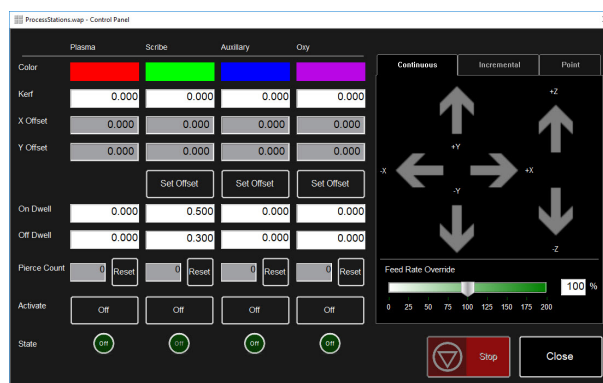 ProcessStations.wap - Control Panel
Plasma Scribe Auxiliary Oxy
Color
Kerf 0.000 0.000 0.000 0.000
X Offset 0.000 0.000 0.000 0.000
Y Offset 0.000 0.000 0.000 0.000
Set Offset Set Offset Set Offset
On Dwell 0.000 0.500 0.000 0.000
Off Dwell 0.000 0.300 0.000 0.000
Pierce Count 0 Reset 0 Reset 0 Reset 0 Reset
Activate Off Off Off Off
State Off Off Off Off
Continuous Incremental Point
+Z
+Y
-X +X
-Y
-Z
Feed Rate Override
100 %
0 25 50 75 100 125 150 175 200
Stop Close